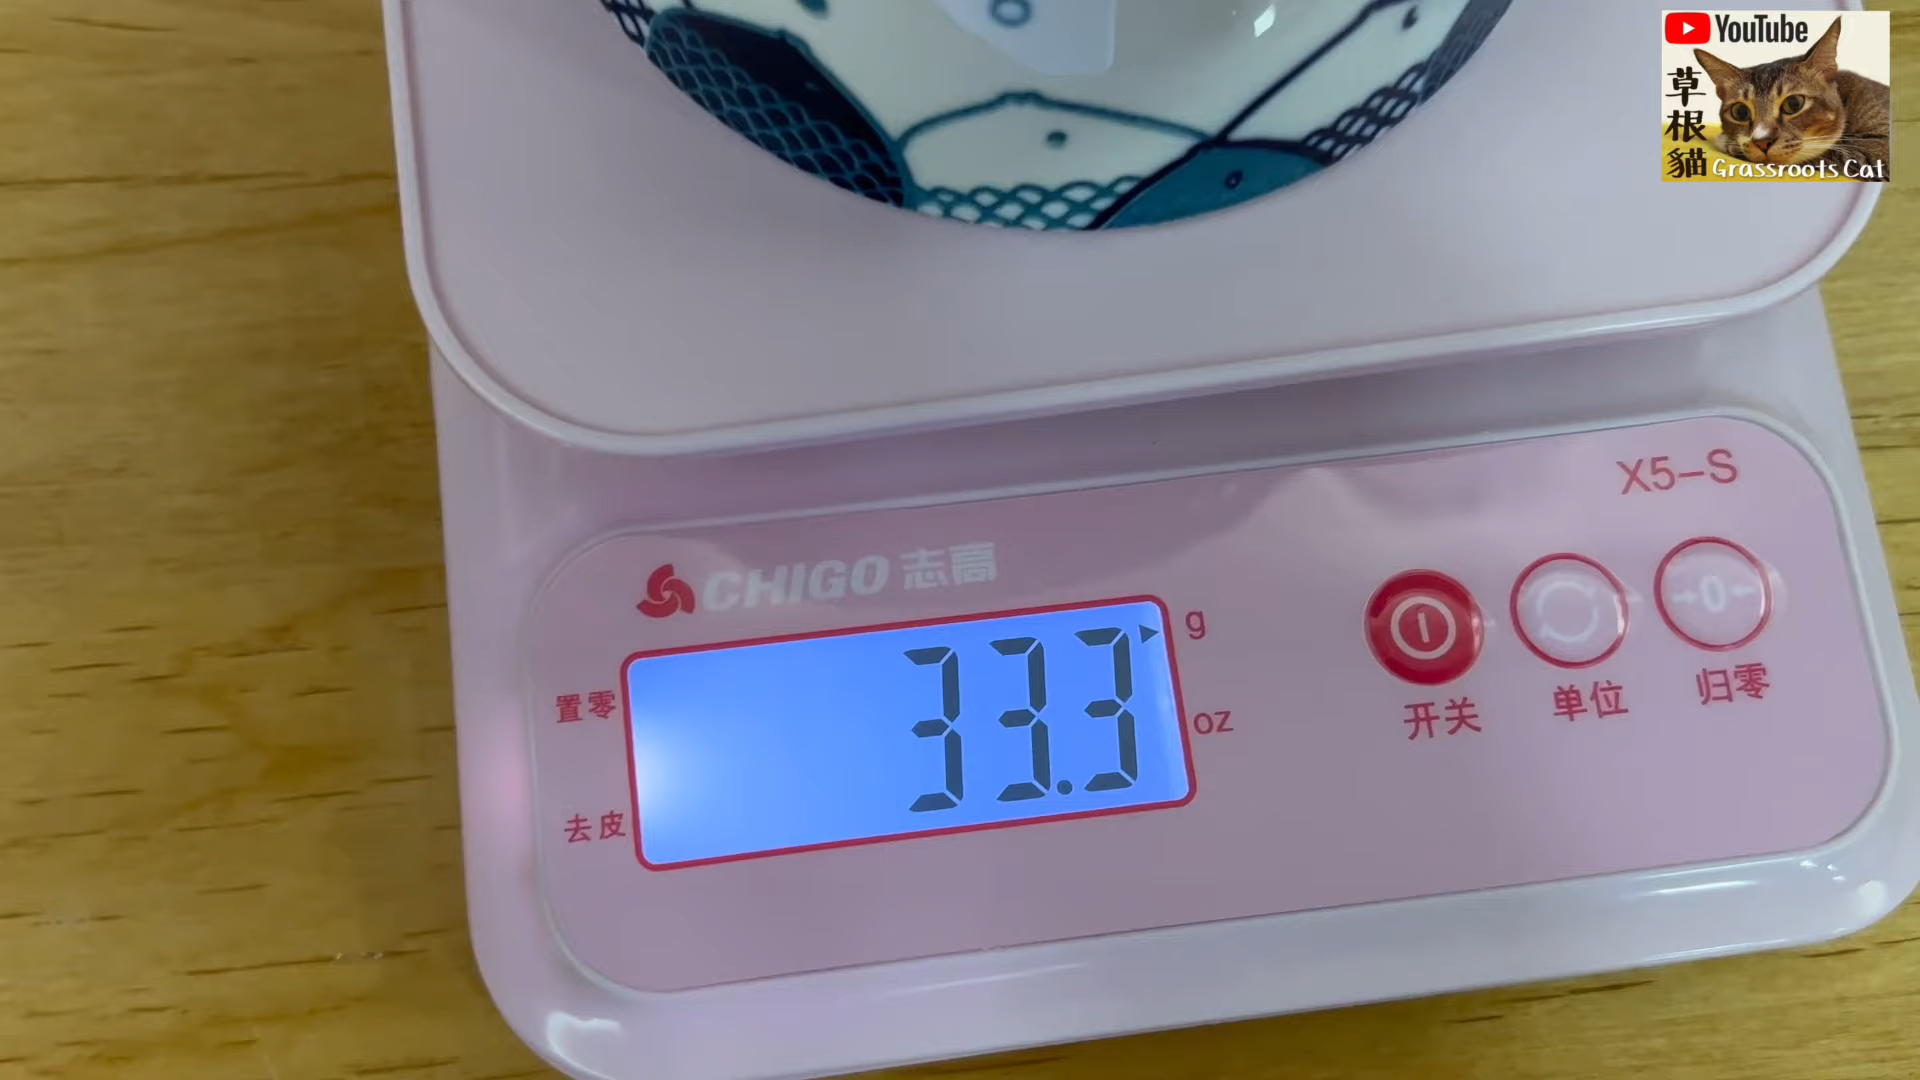 YouTube
草根貓
Grassroots Cat
X5-S
CHIGO 志高
g
33.3
置零
oz
去皮
→0←
开关
单位
归零